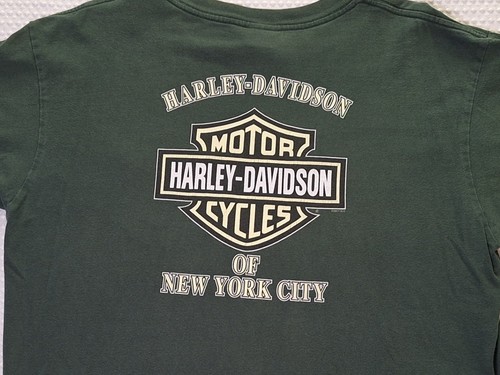 HARLEY-DAVIDSON
MOTOR
HARLEY-DAVIDSON
CYCLES
OF
NEW YORK CITY